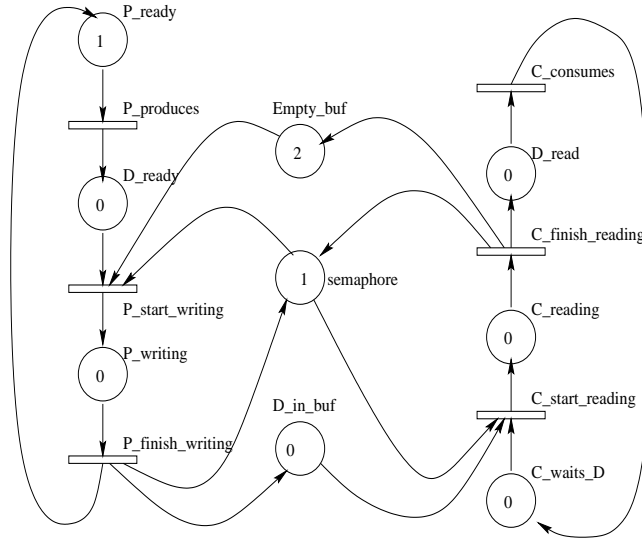 P_ready
1
P_produces
D_ready
0
P_start_writing
P_writing
0
P_finish_writing
Empty_buf
2
1
semaphore
D_in_buf
0
C_consumes
D_read
0
C_finish_reading
C_reading
0
C_start_reading
C_waits_D
0